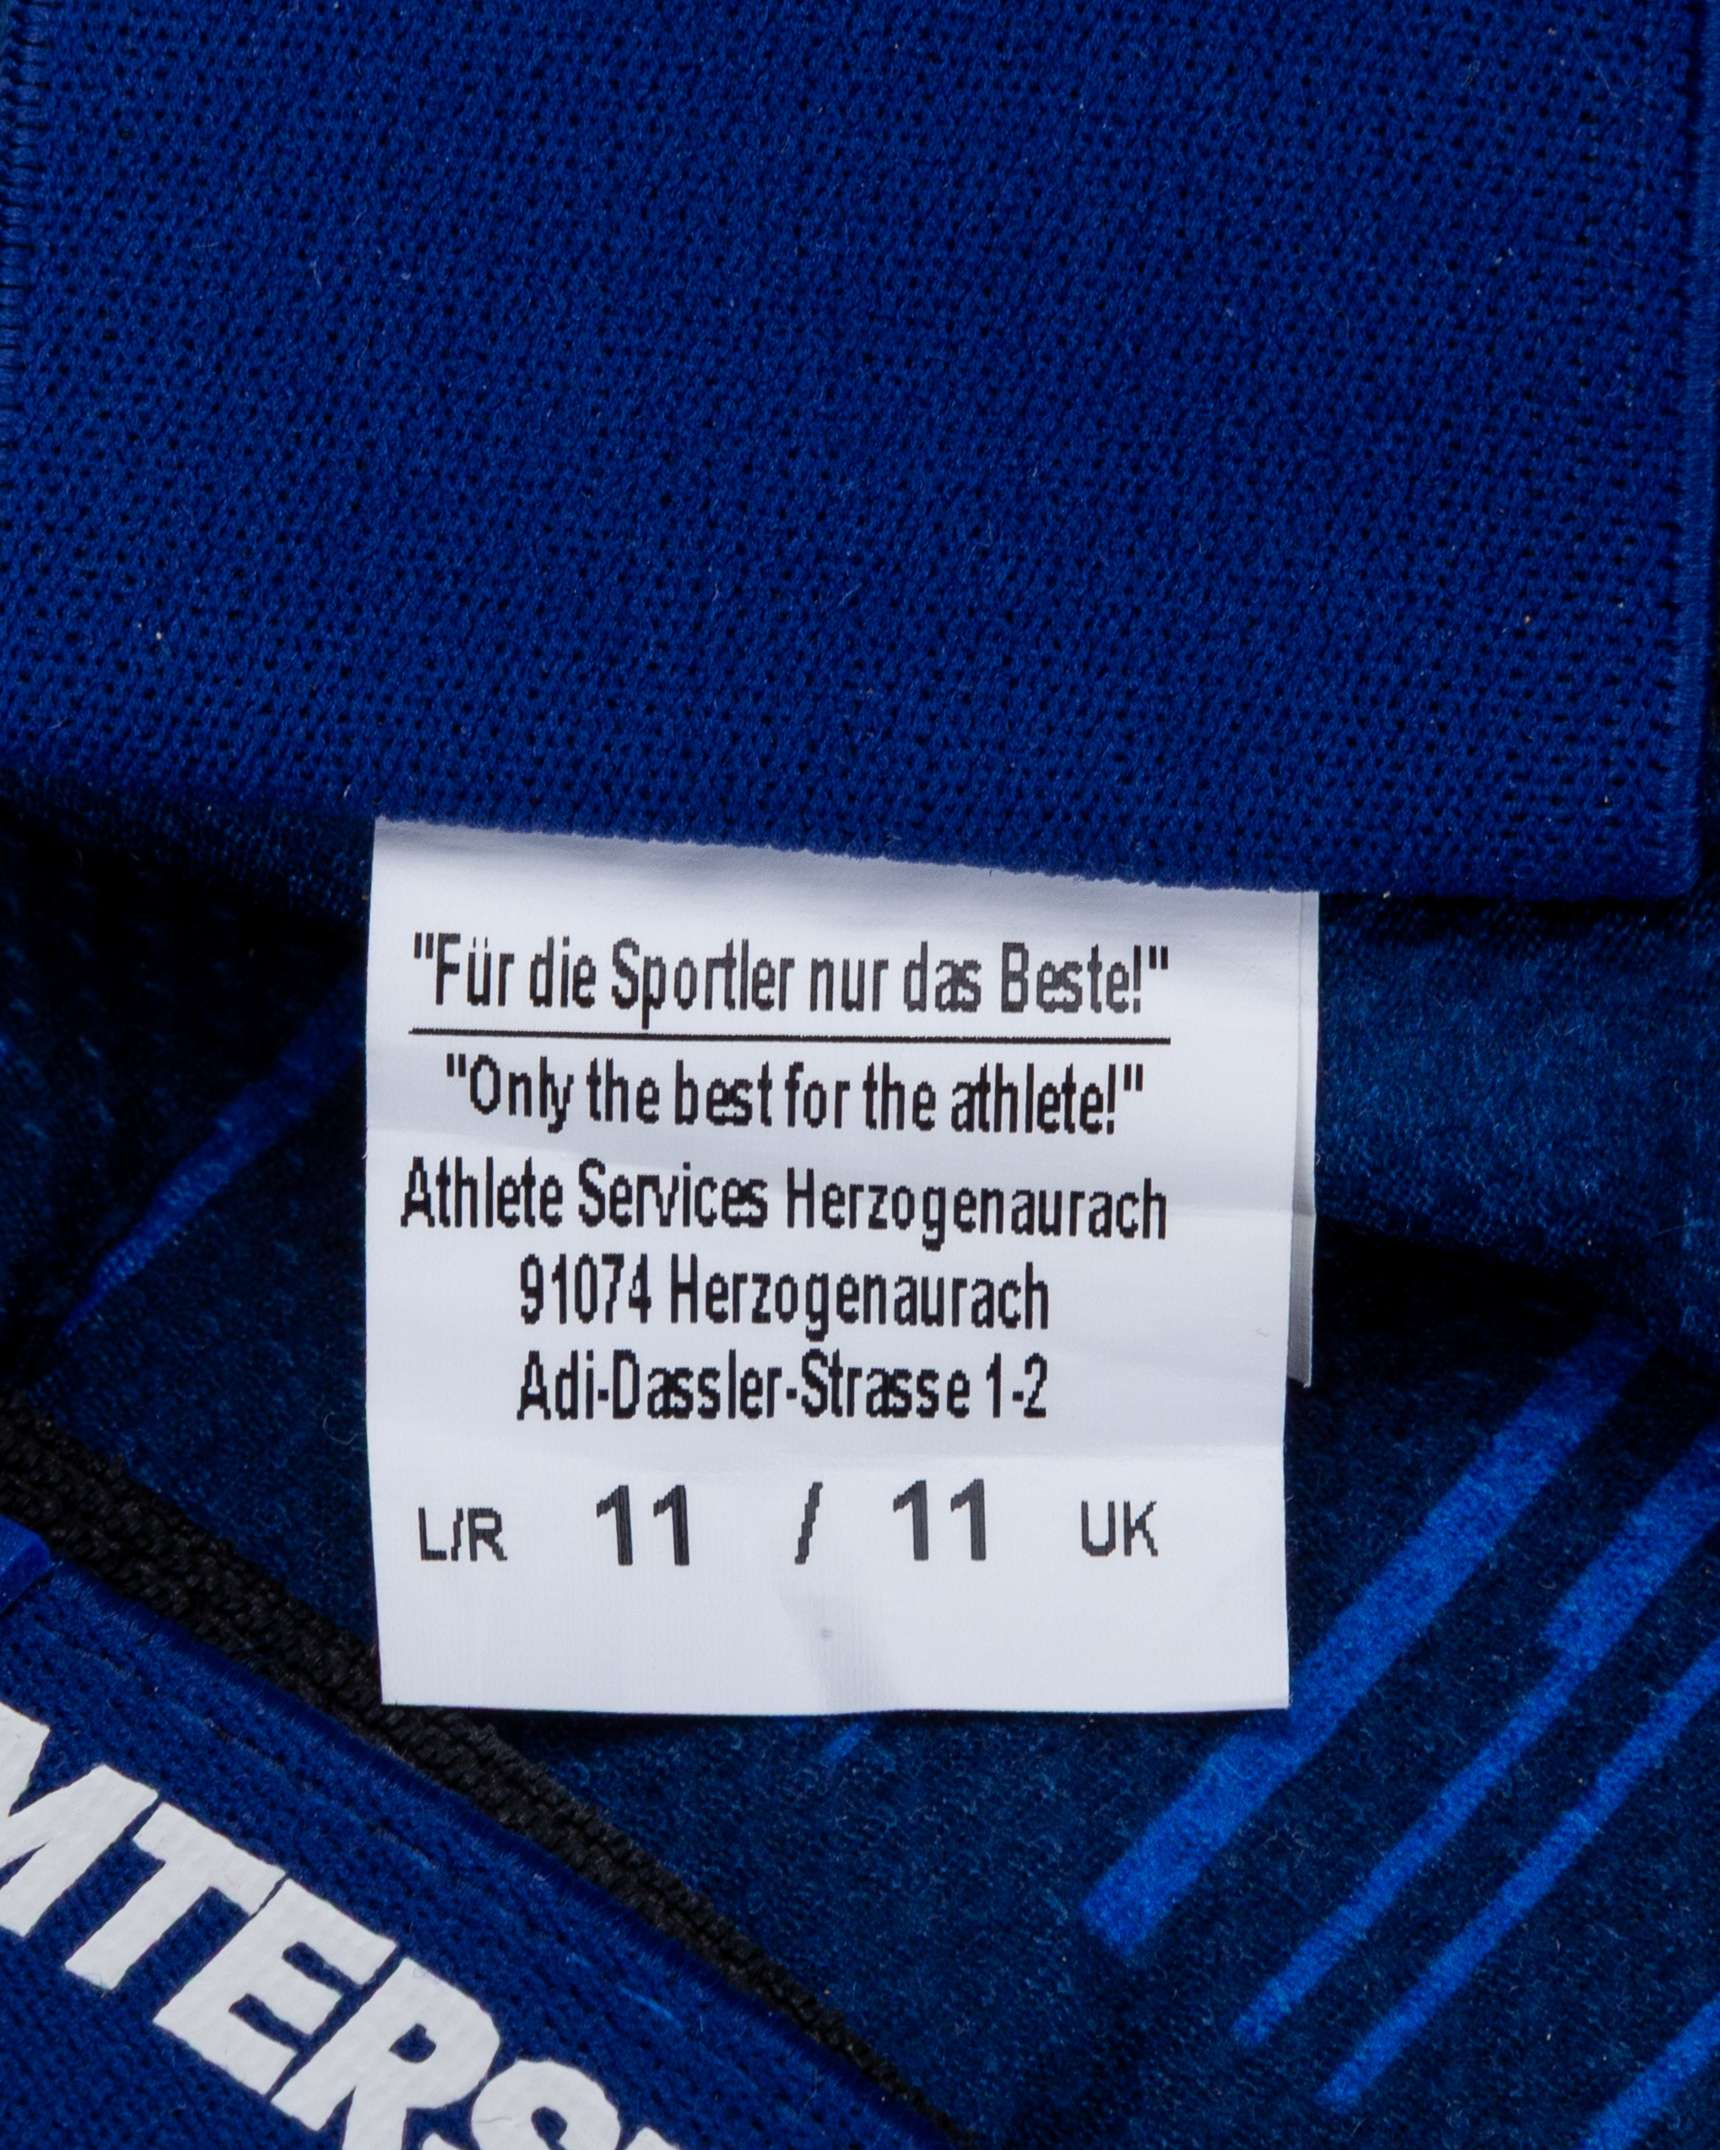 "Für die Sportler nur das Beste!"
"Only the best for the athlete!"
Athlete Services Herzogenaurach
91074 Herzogenaurach
Adi-Dassler-Strasse 1-2
L/R 11 / 11 UK
MTERS